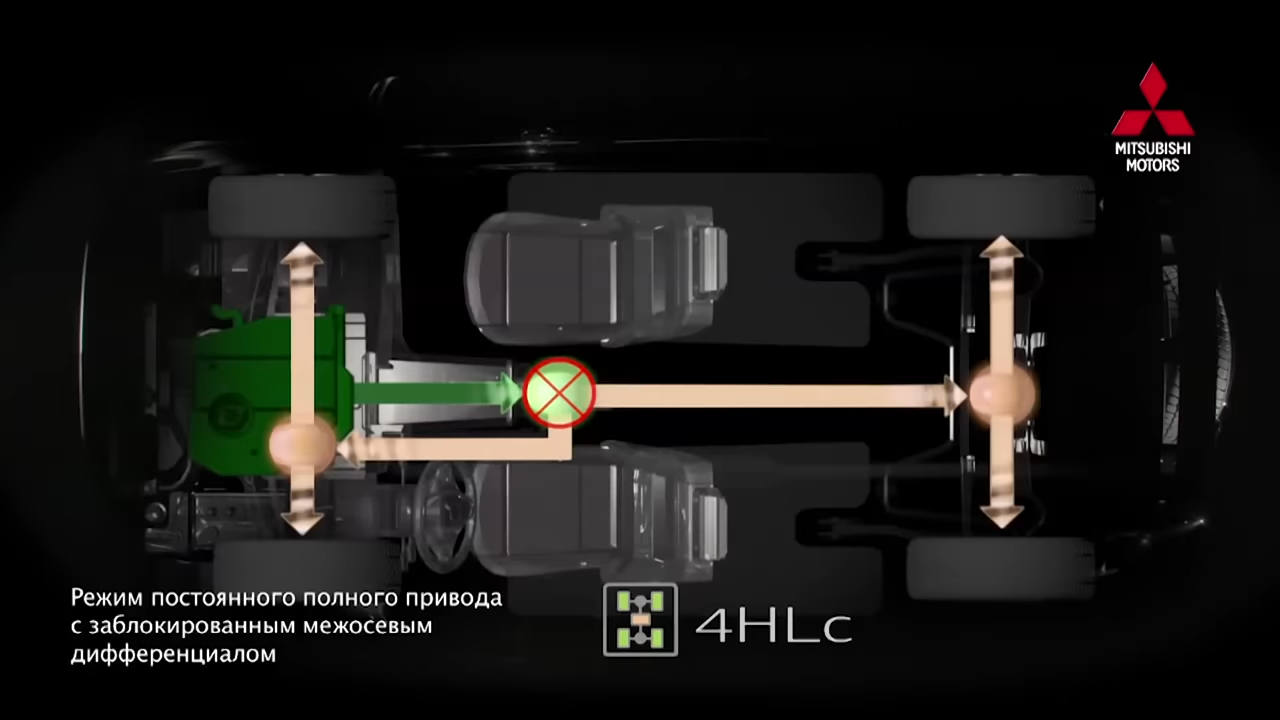 MITSUBISHI
MOTORS
Режим постоянного полного привода
с заблокированным межосевым
дифференциалом
4HLc